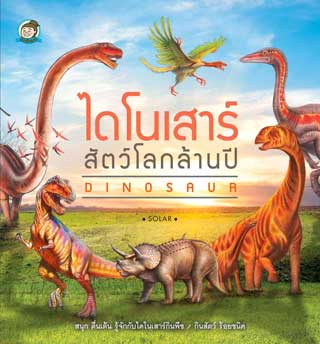 ไดโนเสาร์
สัตว์โลกล้านปี
DINOSAUR
• SOLAR •
สนุก ตื่นเต้น รู้จักกับไดโนเสาร์กินพืช / กินสัตว์ ร้อยชนิด